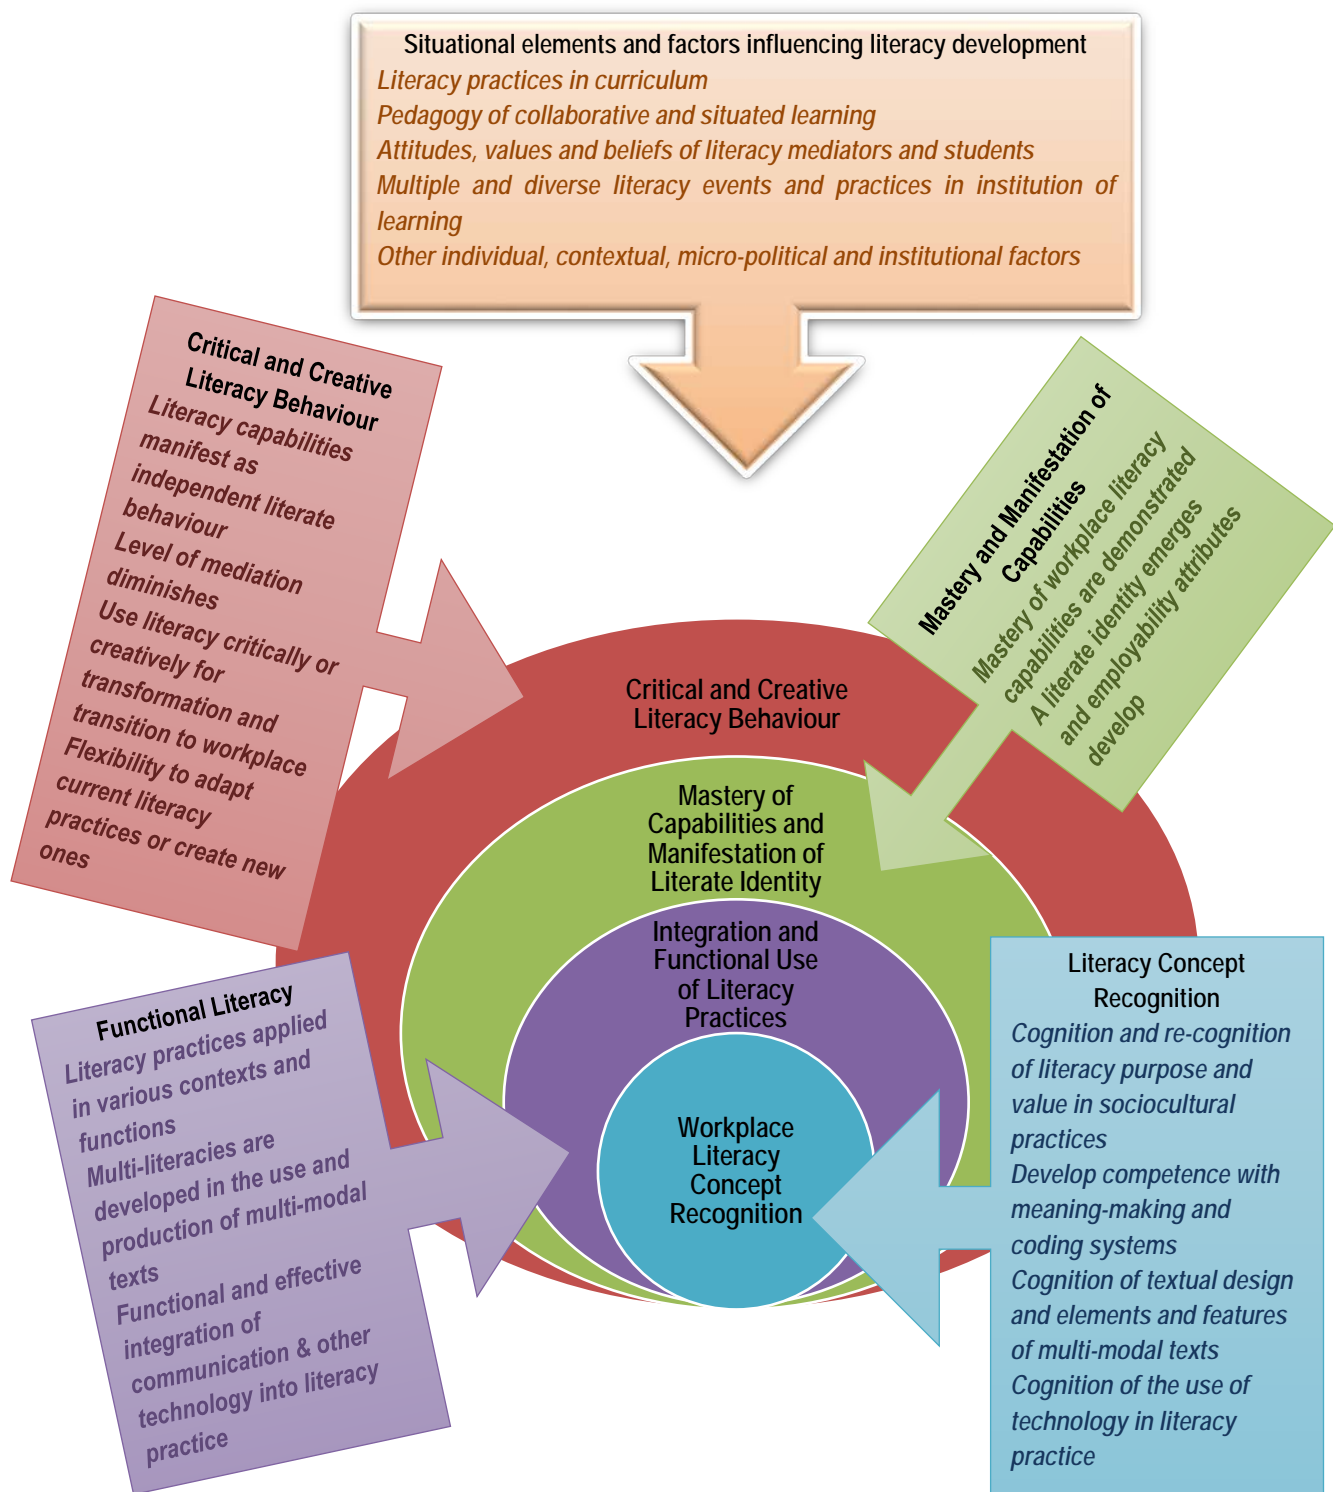 Situational elements and factors influencing literacy development
Literacy practices in curriculum
Pedagogy of collaborative and situated learning
Attitudes, values and beliefs of literacy mediators and students
Multiple and diverse literacy events and practices in institution of
learning
Other individual, contextual, micro-political and institutional factors
Critical and Creative
Literacy Behaviour
Literacy capabilities
manifest as
independent literate
behaviour
Level of mediation
diminishes
Use literacy critically or
creatively for
transformation and
transition to workplace
Flexibility to adapt
current literacy
practices or create new
ones
Mastery and Manifestation of
Capabilities
Mastery of workplace literacy
capabilities are demonstrated
A literate identity emerges
and employability attributes
develop
Critical and Creative
Literacy Behaviour
Mastery of
Capabilities and
Manifestation of
Literate Identity
Integration and
Functional Use
of Literacy
Practices
Workplace
Literacy
Concept
Recognition
Functional Literacy
Literacy practices applied
in various contexts and
functions
Multi-literacies are
developed in the use and
production of multi-modal
texts
Functional and effective
integration of
communication & other
technology into literacy
practice
Literacy Concept
Recognition
Cognition and re-cognition
of literacy purpose and
value in sociocultural
practices
Develop competence with
meaning-making and
coding systems
Cognition of textual design
and elements and features
of multi-modal texts
Cognition of the use of
technology in literacy
practice